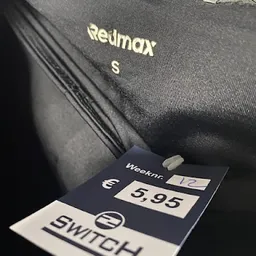 Redmax
S
Weeknr. 12
€ 5,95
SWITCH